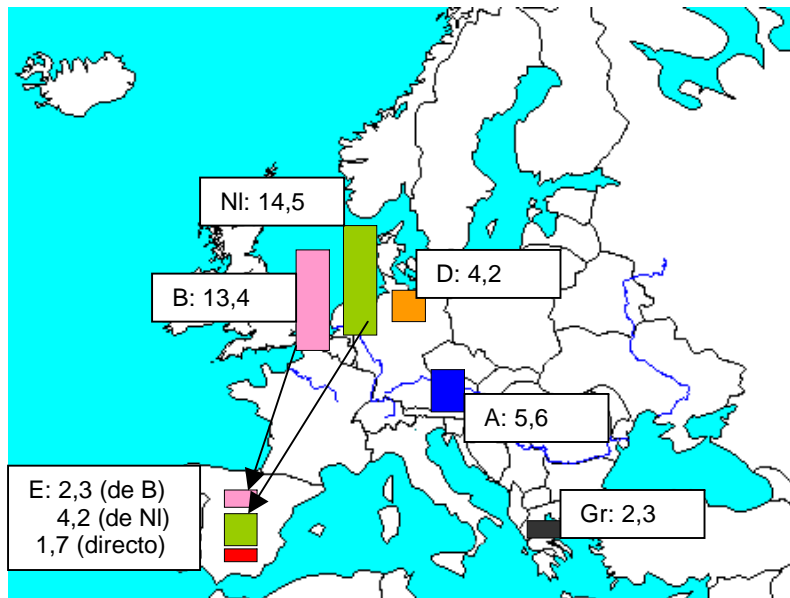 Nl: 14,5
B: 13,4
D: 4,2
A: 5,6
E: 2,3 (de B)
4,2 (de Nl)
1,7 (directo)
Gr: 2,3